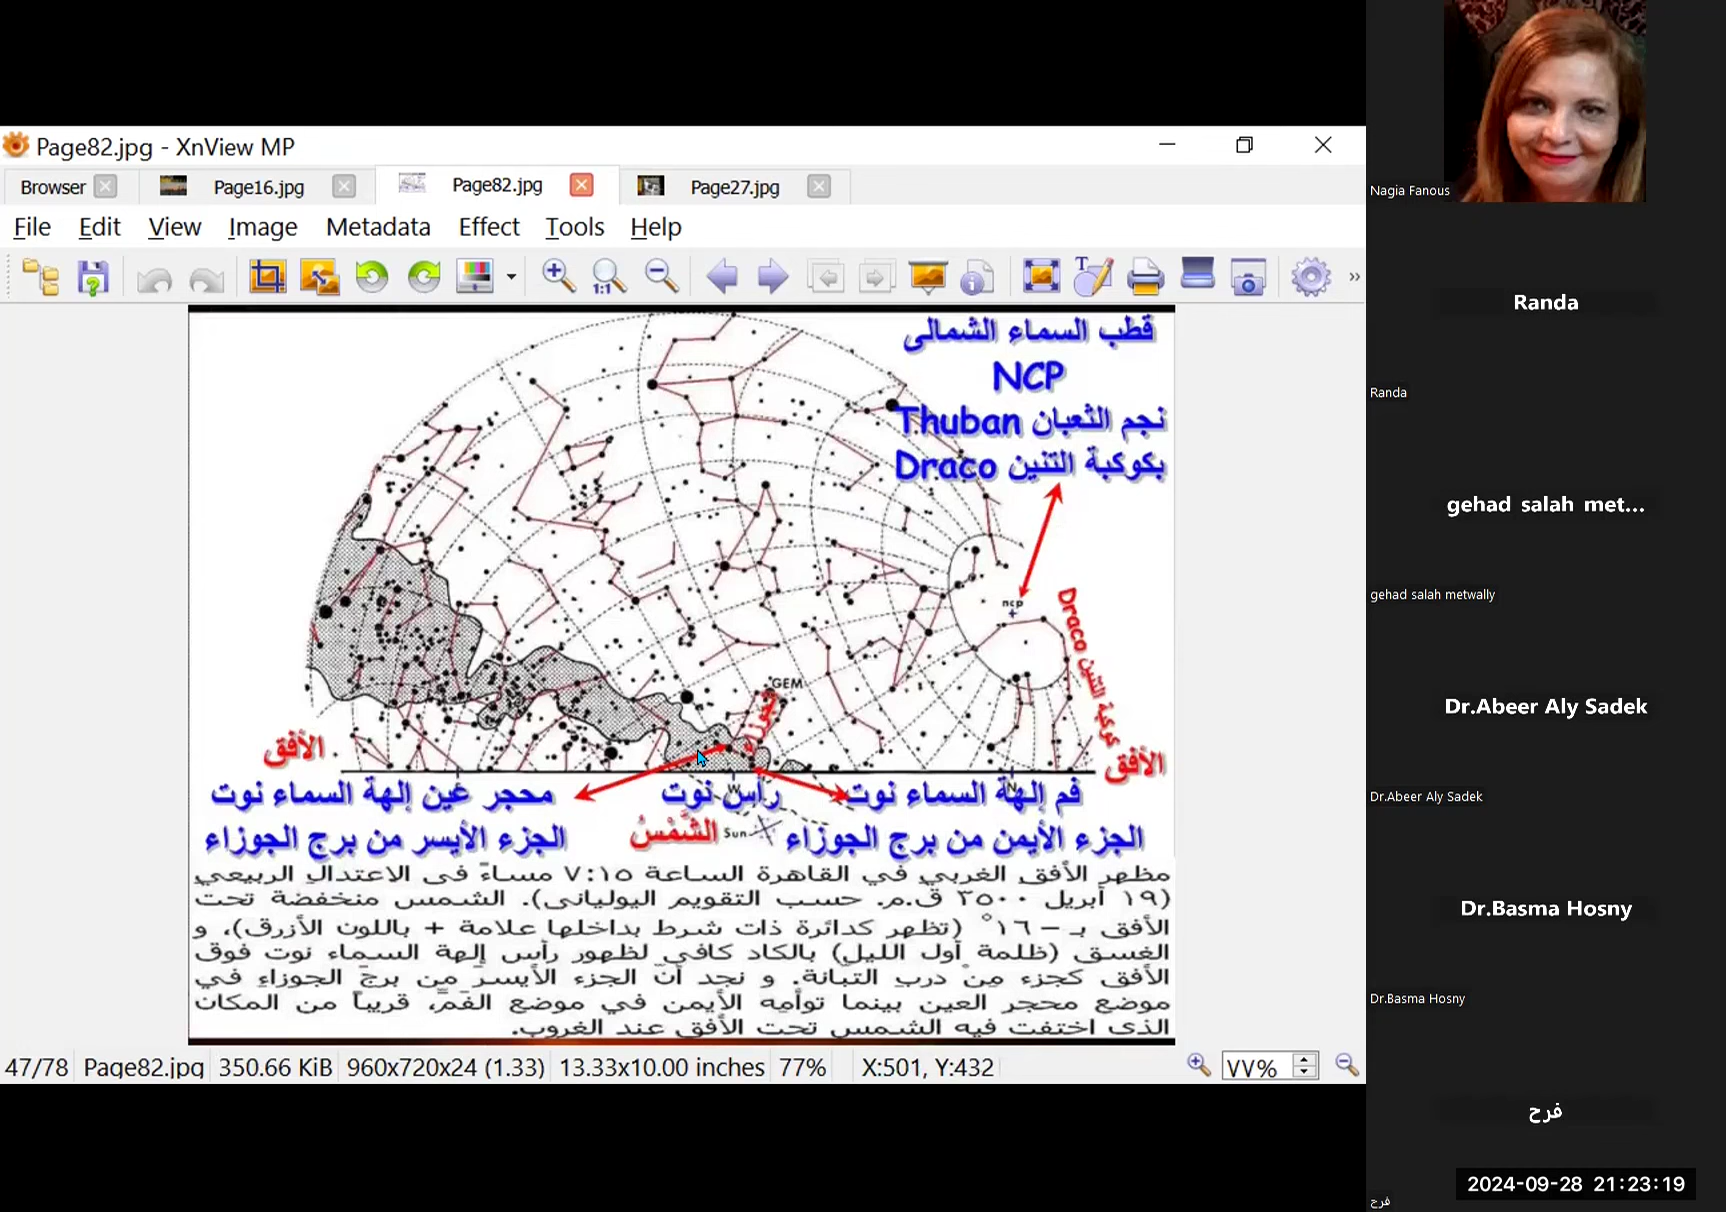 Page82.jpg - XnView MP
Browser
Page16.jpg
Page82.jpg
Page27.jpg
File Edit View Image Metadata Effect Tools Help
1:1
قطب السماء الشمالى
NCP
نجم الثعبان Thuban
بكوكبة التنين Draco
ncp
Draco كوكبة التنين
GEM
الجوزاء
الأفق
الأفق
محجر عين إلهة السماء نوت
رأس نوت
فم إلهة السماء نوت
W
N
الجزء الأيسر من برج الجوزاء
الشَّمْسُ
Sun
الجزء الأيمن من برج الجوزاء
مظهر الأفق الغربي في القاهرة الساعة ٧:١٥ مساءً فى الاعتدال الربيعي
(١٩ أبريل ٣٥٠٠ ق.م. حسب التقويم اليوليانى). الشمس منخفضة تحت
الأفق بـ – ١٦° (تظهر كدائرة ذات شرط بداخلها علامة + باللون الأزرق)، و
الغسق (ظلمة أول الليل) بالكاد كافي لظهور رأس إلهة السماء نوت فوق
الأفق كجزء مِنْ درب التبانة. و نجد أنّ الجزء الأيسر مِن برج الجوزاء في
موضع محجر العين بينما توأمه الأيمن في موضع الفَمّ، قريباً من المكان
الذى اختفت فيه الشمس تحت الأفق عند الغروب.
47/78 Page82.jpg 350.66 KiB 960x720x24 (1.33) 13.33x10.00 inches 77% X:501, Y:432
٧٧%
Nagia Fanous
Randa
Randa
gehad salah met...
gehad salah metwally
Dr.Abeer Aly Sadek
Dr.Abeer Aly Sadek
Dr.Basma Hosny
Dr.Basma Hosny
فرح
فرح
2024-09-28 21:23:19